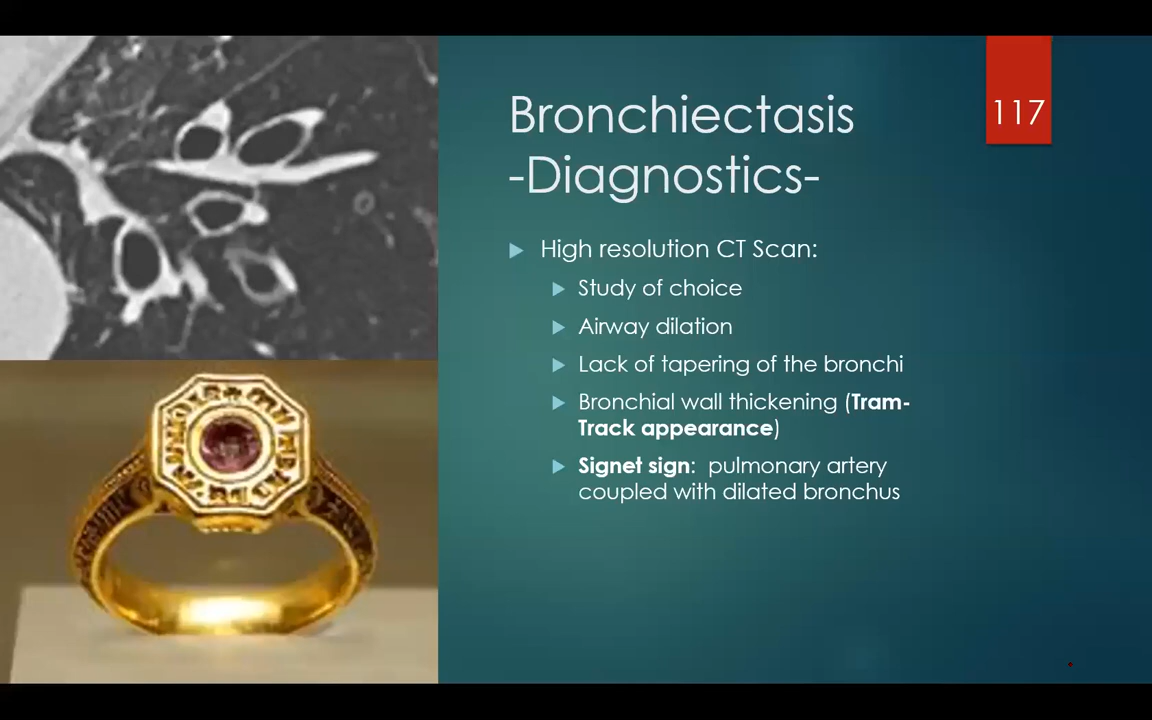 Bronchiectasis
-Diagnostics-
117
High resolution CT Scan:
Study of choice
Airway dilation
Lack of tapering of the bronchi
Bronchial wall thickening (Tram-
Track appearance)
Signet sign:  pulmonary artery
coupled with dilated bronchus